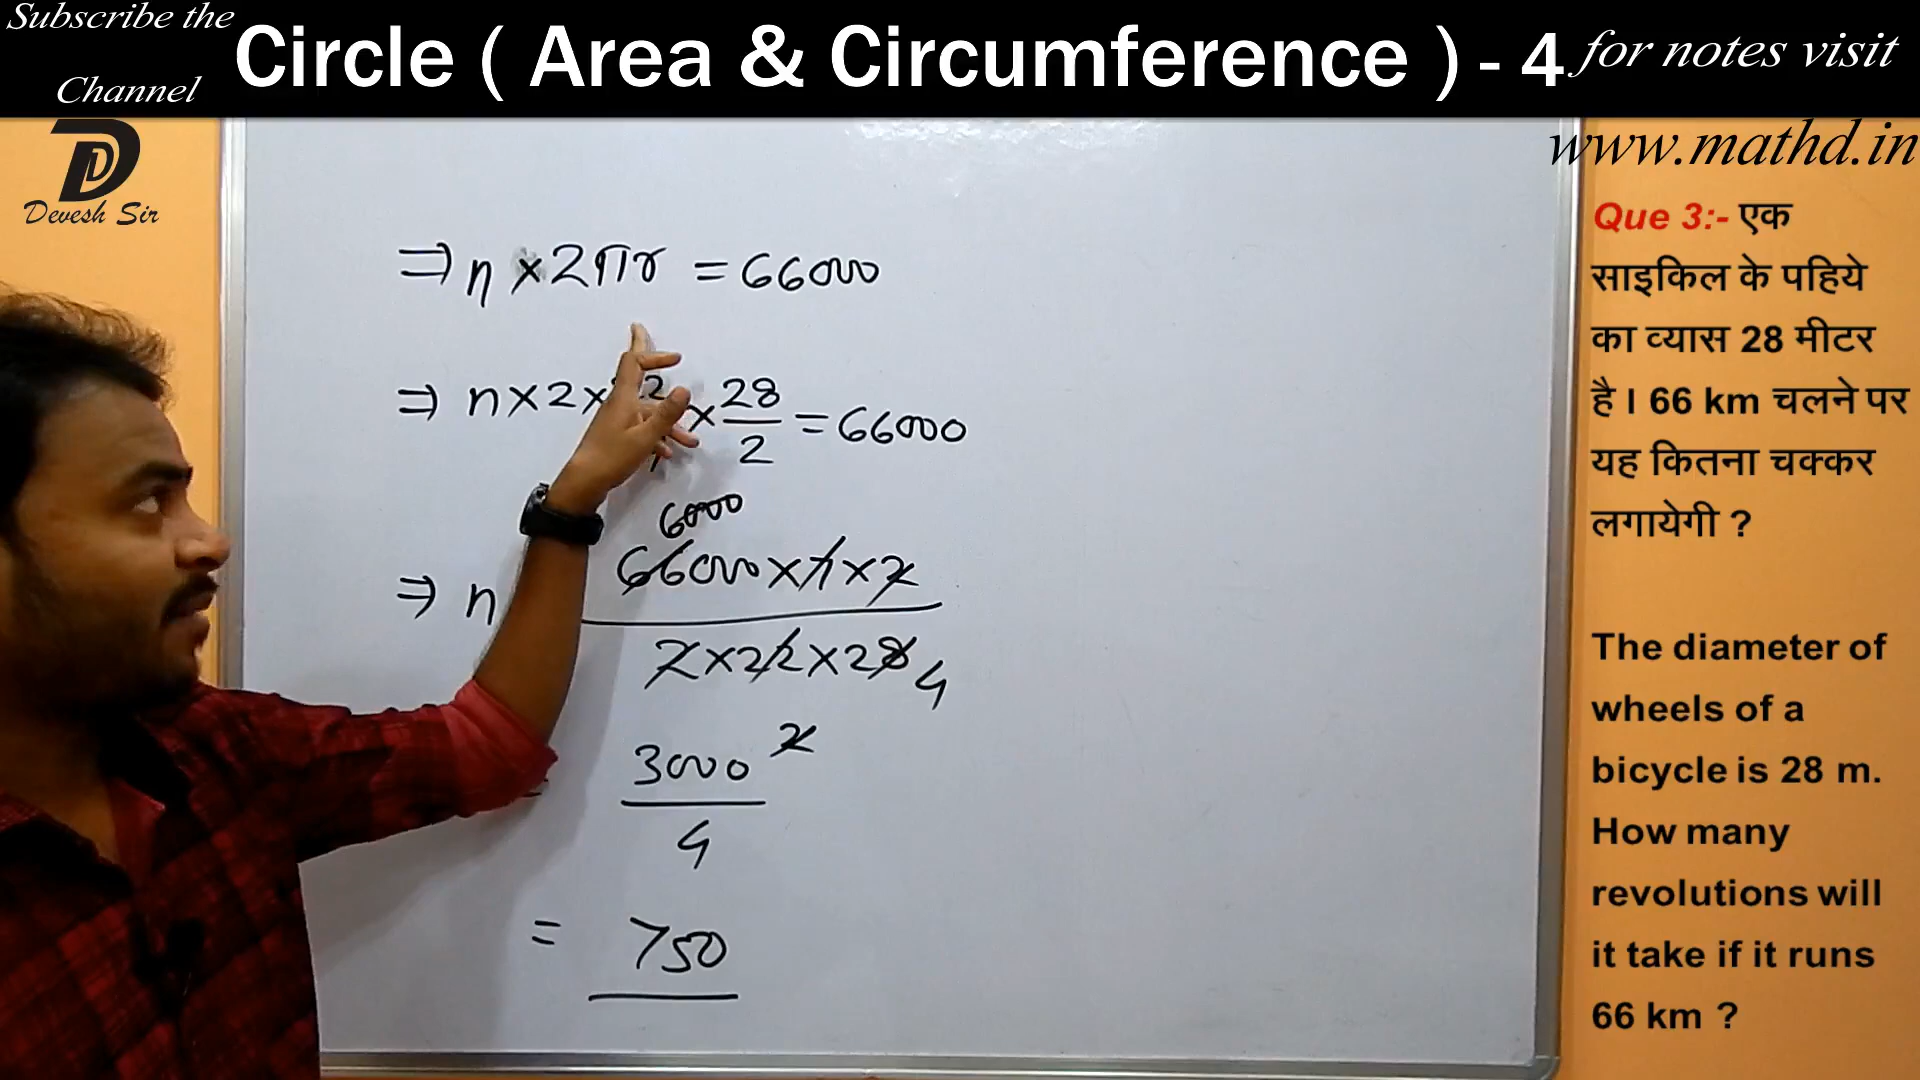 Subscribe the
Channel
Circle ( Area & Circumference ) - 4
for notes visit
www.mathd.in
D
Devesh Sir
⇒ n × 2πr = 66000
⇒ n × 2 × 2 × 28/2 = 66000
6000
⇒ n 66000 × 7 × 2
2 × 22 × 28 4
3000 2
4
= 750
Que 3:- एक
साइकिल के पहिये
का व्यास 28 मीटर
है । 66 km चलने पर
यह कितना चक्कर
लगायेगी ?
The diameter of
wheels of a
bicycle is 28 m.
How many
revolutions will
it take if it runs
66 km ?